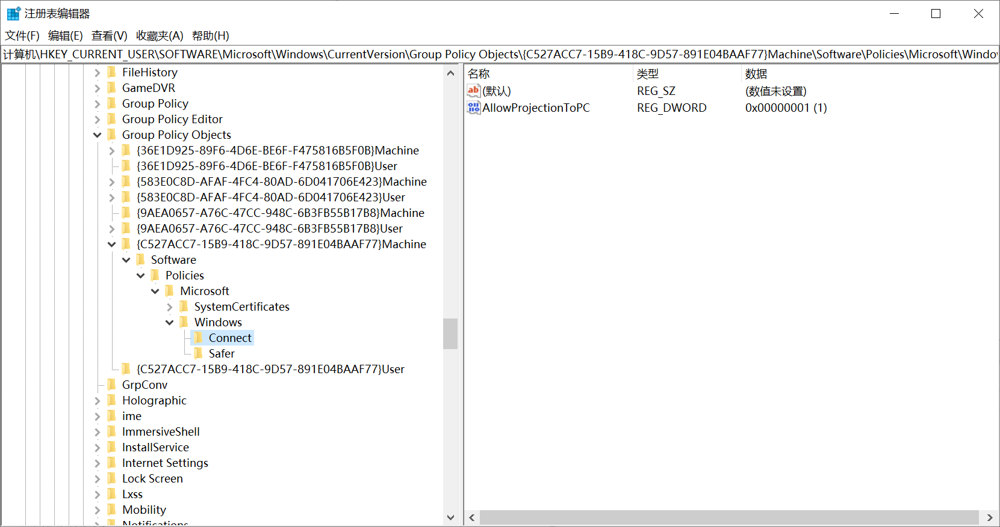 注册表编辑器
文件(F) 编辑(E) 查看(V) 收藏夹(A) 帮助(H)
计算机\HKEY_CURRENT_USER\SOFTWARE\Microsoft\Windows\CurrentVersion\Group Policy Objects\{C527ACC7-15B9-418C-9D57-891E04BAAF77}Machine\Software\Policies\Microsoft\Windo
FileHistory
GameDVR
Group Policy
Group Policy Editor
Group Policy Objects
{36E1D925-89F6-4D6E-BE6F-F475816B5F0B}Machine
{36E1D925-89F6-4D6E-BE6F-F475816B5F0B}User
{583E0C8D-AFAF-4FC4-80AD-6D041706E423}Machine
{583E0C8D-AFAF-4FC4-80AD-6D041706E423}User
{9AEA0657-A76C-47CC-948C-6B3FB55B17B8}Machine
{9AEA0657-A76C-47CC-948C-6B3FB55B17B8}User
{C527ACC7-15B9-418C-9D57-891E04BAAF77}Machine
Software
Policies
Microsoft
SystemCertificates
Windows
Connect
Safer
{C527ACC7-15B9-418C-9D57-891E04BAAF77}User
GrpConv
Holographic
ime
ImmersiveShell
InstallService
Internet Settings
Lock Screen
Lxss
Mobility
Notifications
名称 类型 数据
(默认) REG_SZ (数值未设置)
AllowProjectionToPC REG_DWORD 0x00000001 (1)